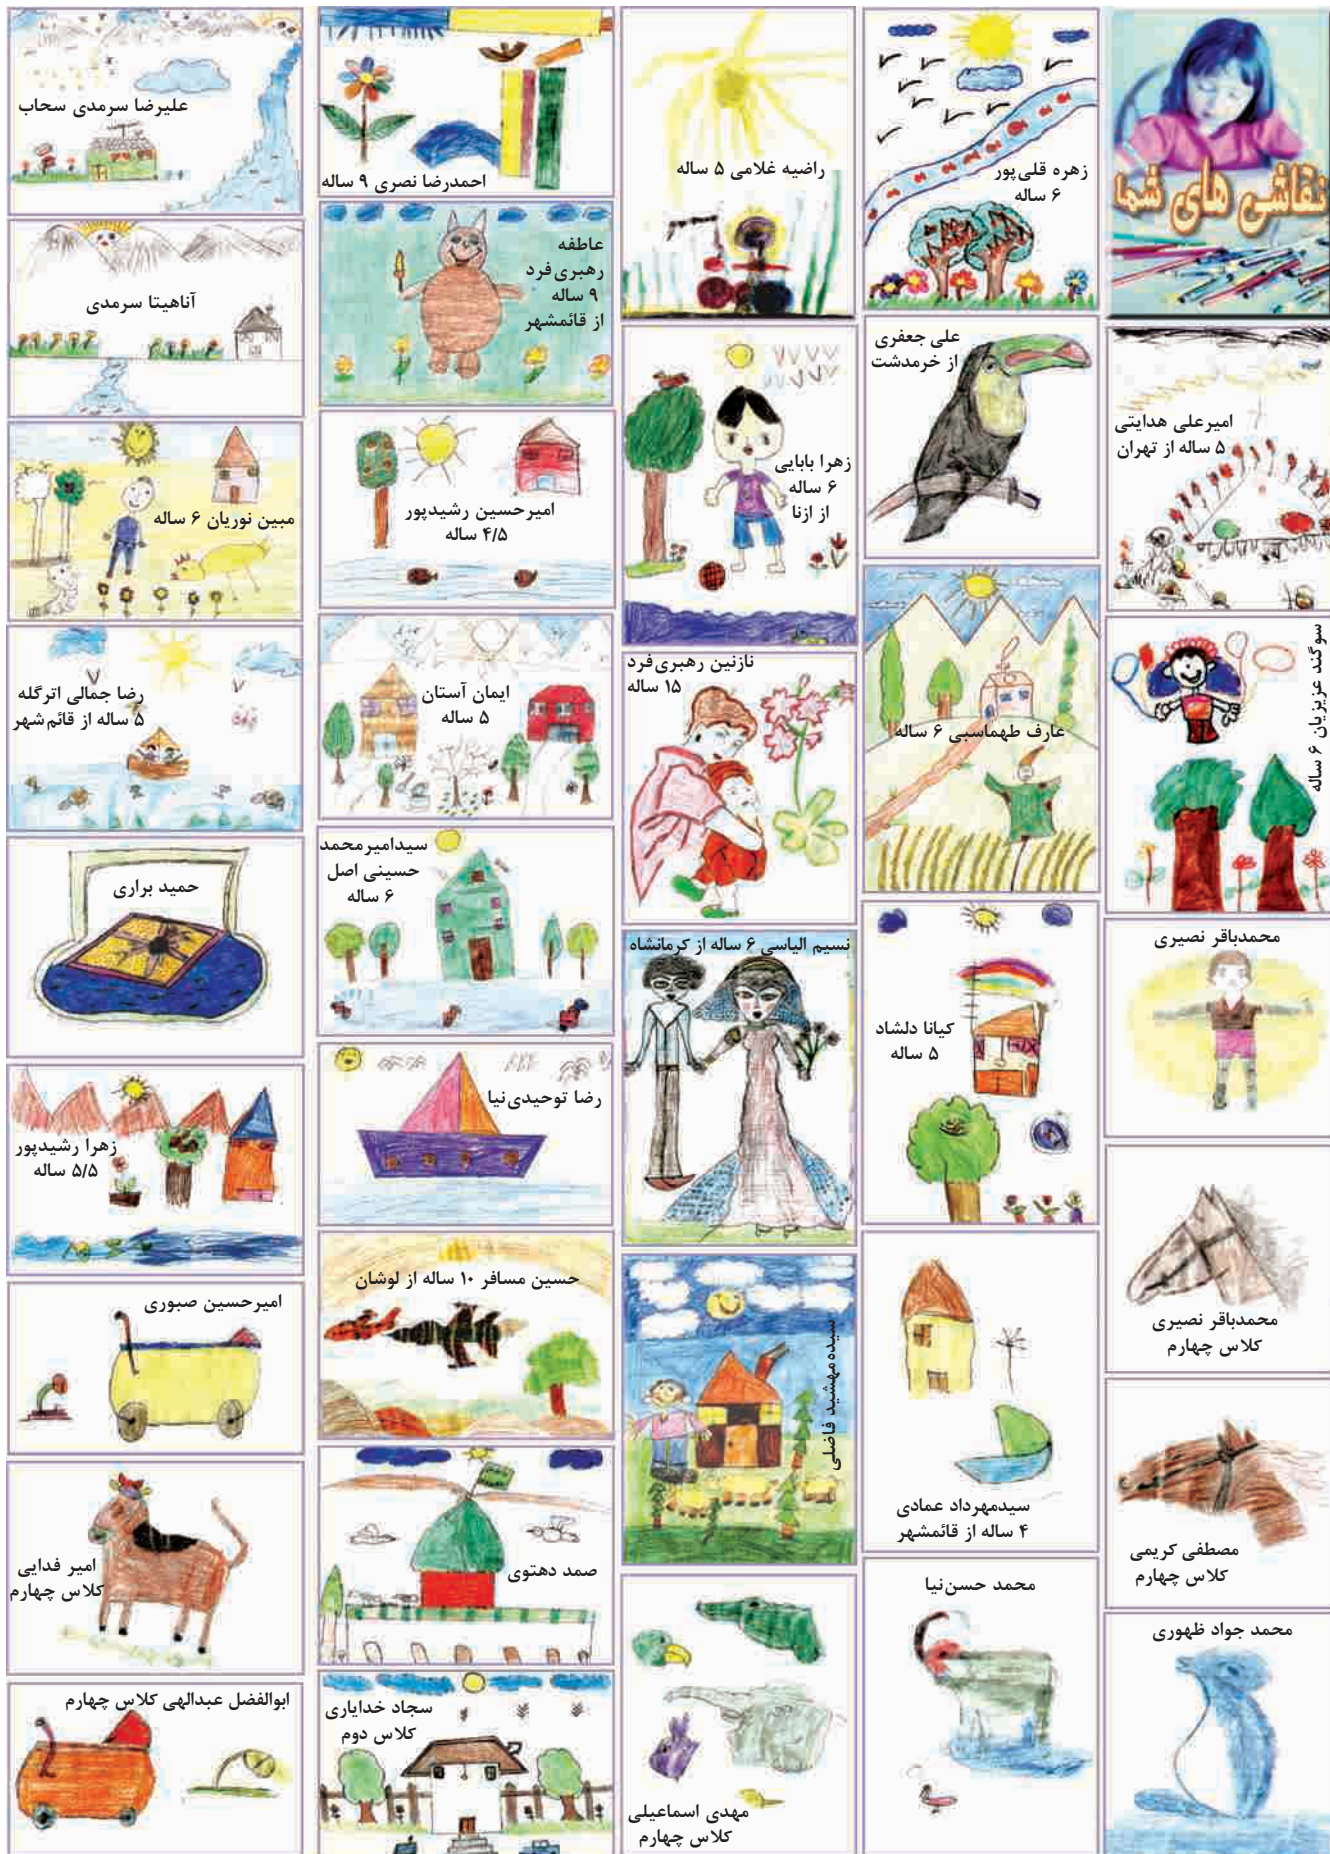 نقاشی های شما
امیرعلی هدایتی
۵ ساله از تهران
سوگند عزیزیان ۶ ساله
محمدباقر نصیری
محمدباقر نصیری
کلاس چهارم
مصطفی کریمی
کلاس چهارم
محمد جواد ظهوری
زهره قلی‌پور
۶ ساله
علی جعفری
از خرمدشت
عارف طهماسبی ۶ ساله
کیانا دلشاد
۵ ساله
سیدمهرداد عمادی
۴ ساله از قائمشهر
محمد حسن‌نیا
راضیه غلامی ۵ ساله
زهرا بابایی
۶ ساله
از ازنا
نازنین رهبری‌فرد
۱۵ ساله
نسیم الیاسی ۶ ساله از کرمانشاه
سیده‌مهشید فاضلی
مهدی اسماعیلی
کلاس چهارم
احمدرضا نصری ۹ ساله
عاطفه
رهبری‌فرد
۹ ساله
از قائمشهر
امیرحسین رشیدپور
۴/۵ ساله
ایمان آستان
۵ ساله
سیدامیرمحمد
حسینی اصل
۶ ساله
رضا توحیدی‌نیا
حسین مسافر ۱۰ ساله از لوشان
صمد دهتوی
سجاد خدایاری
کلاس دوم
علیرضا سرمدی سحاب
آناهیتا سرمدی
مبین نوریان ۶ ساله
رضا جمالی اترگله
۵ ساله از قائم‌شهر
حمید براری
زهرا رشیدپور
۵/۵ ساله
امیرحسین صبوری
امیر فدایی
کلاس چهارم
ابوالفضل عبدالهی کلاس چهارم